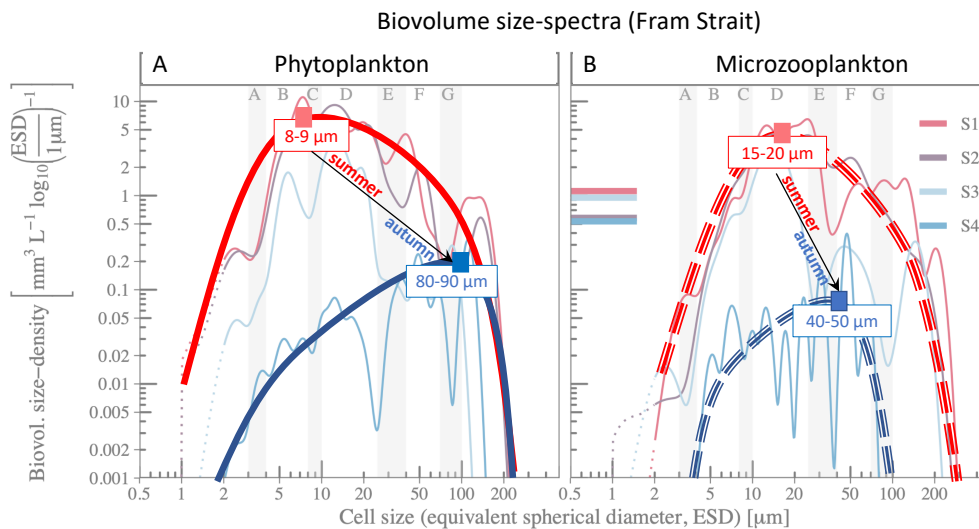 Biovolume size-spectra (Fram Strait)
A Phytoplankton
B Microzooplankton
Biovol. size−density [ mm³ L⁻¹ log₁₀(ESD/1μm)⁻¹ ]
A B C D E F G
A B C D E F G
10
5
2
1
0.5
0.2
0.1
0.05
0.02
0.01
0.005
0.002
0.001
8-9 µm
summer
autumn
80-90 µm
15-20 µm
summer
autumn
40-50 µm
S1
S2
S3
S4
0.5 1 2 5 10 20 50 100 200
0.5 1 2 5 10 20 50 100 200
Cell size (equivalent spherical diameter, ESD) [μm]